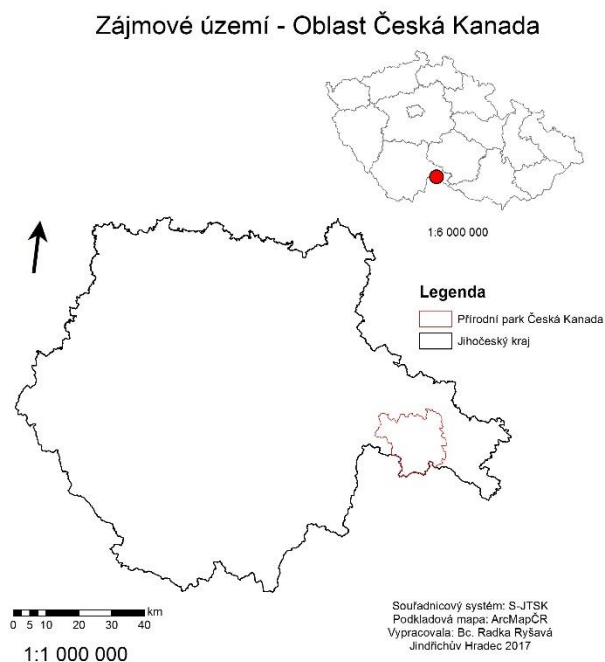 Zájmové území - Oblast Česká Kanada
1:6 000 000
Legenda
Přírodní park Česká Kanada
Jihočeský kraj
km
0 5 10 20 30 40
1:1 000 000
Souřadnicový systém: S-JTSK
Podkladová mapa: ArcMapČR
Vypracovala: Bc. Radka Ryšavá
Jindřichův Hradec 2017